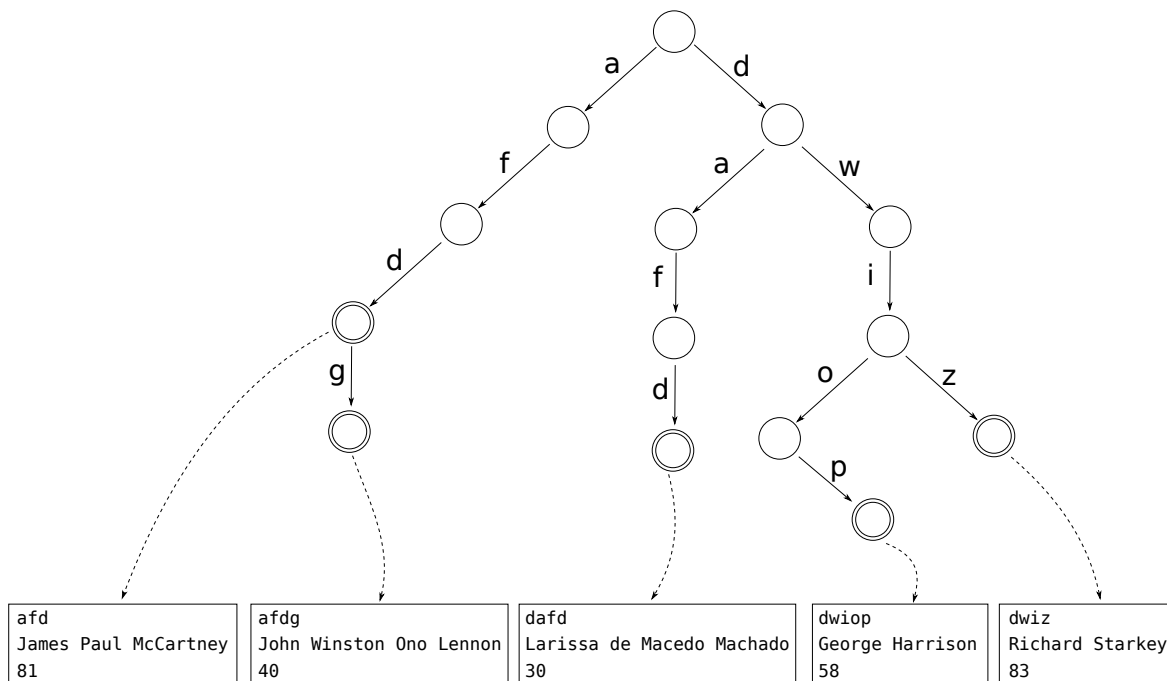 a
d
f
a
w
d
f
i
g
d
o
z
p
afd
James Paul McCartney
81
afdg
John Winston Ono Lennon
40
dafd
Larissa de Macedo Machado
30
dwiop
George Harrison
58
dwiz
Richard Starkey
83